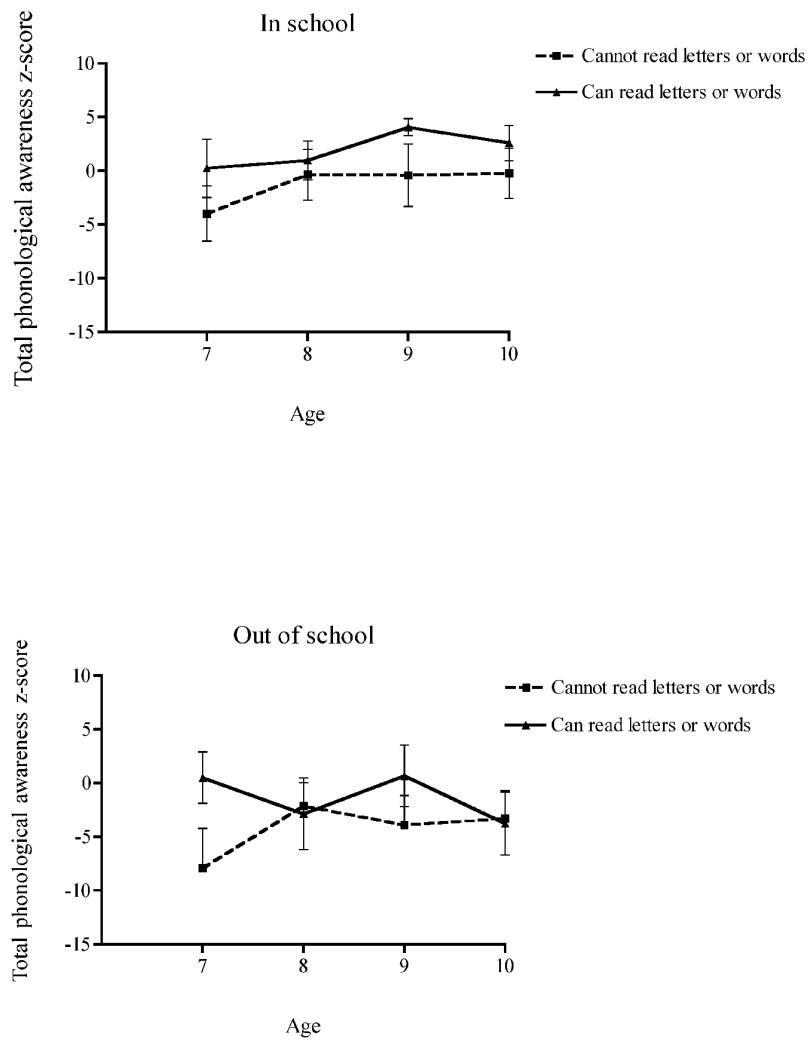 In school
Total phonological awareness z-score
10
5
0
-5
-10
-15
7 8 9 10
Age
Cannot read letters or words
Can read letters or words
Out of school
Total phonological awareness z-score
10
5
0
-5
-10
-15
7 8 9 10
Age
Cannot read letters or words
Can read letters or words